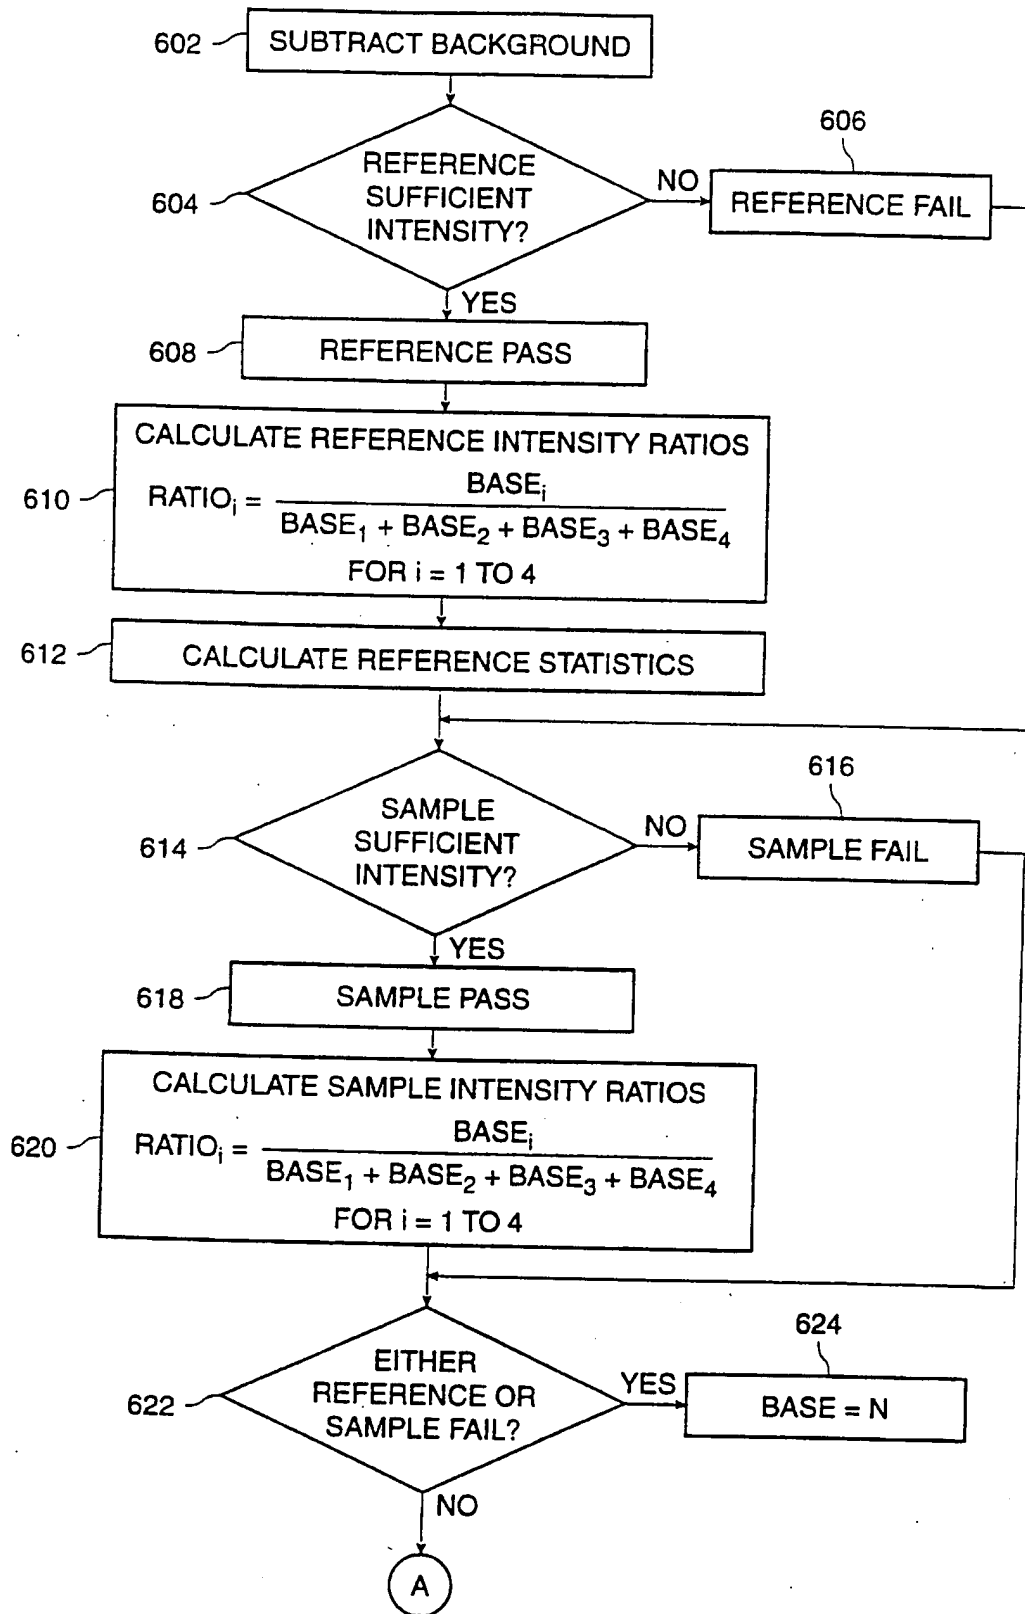 602
SUBTRACT BACKGROUND
604
REFERENCE
SUFFICIENT
INTENSITY?
NO
606
REFERENCE FAIL
YES
608
REFERENCE PASS
610
CALCULATE REFERENCE INTENSITY RATIOS
RATIOᵢ = BASEᵢ
BASE₁ + BASE₂ + BASE₃ + BASE₄
FOR i = 1 TO 4
612
CALCULATE REFERENCE STATISTICS
614
SAMPLE
SUFFICIENT
INTENSITY?
NO
616
SAMPLE FAIL
YES
618
SAMPLE PASS
620
CALCULATE SAMPLE INTENSITY RATIOS
RATIOᵢ = BASEᵢ
BASE₁ + BASE₂ + BASE₃ + BASE₄
FOR i = 1 TO 4
622
EITHER
REFERENCE OR
SAMPLE FAIL?
YES
624
BASE = N
NO
A